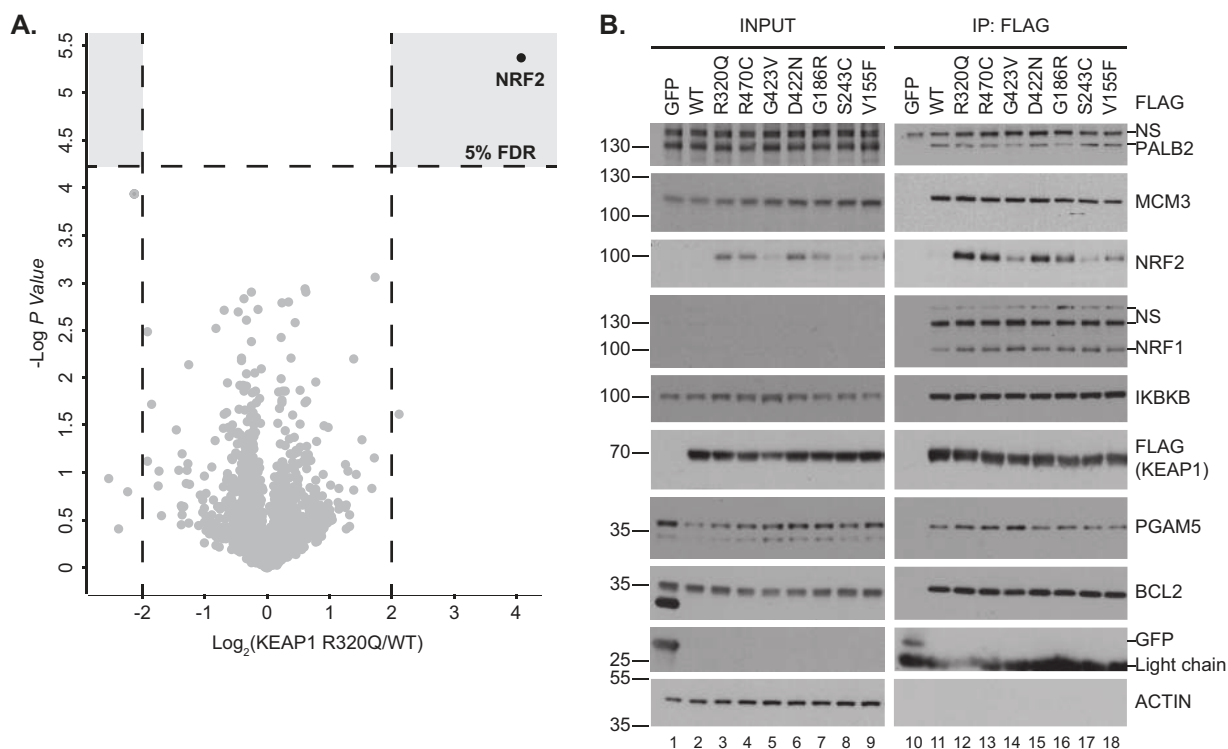 A.
5.5
5
4.5
4
3.5
3
2.5
2
1.5
1
0.5
0
-Log P Value
NRF2
5% FDR
-2
-1
0
1
2
3
4
Log2(KEAP1 R320Q/WT)
B.
INPUT
IP: FLAG
GFP
WT
R320Q
R470C
G423V
D422N
G186R
S243C
V155F
GFP
WT
R320Q
R470C
G423V
D422N
G186R
S243C
V155F
FLAG
130
NS
PALB2
130
100
MCM3
100
NRF2
130
100
NS
NRF1
100
IKBKB
70
FLAG
(KEAP1)
35
PGAM5
35
BCL2
25
GFP
Light chain
55
35
ACTIN
1 2 3 4 5 6 7 8 9 10 11 12 13 14 15 16 17 18